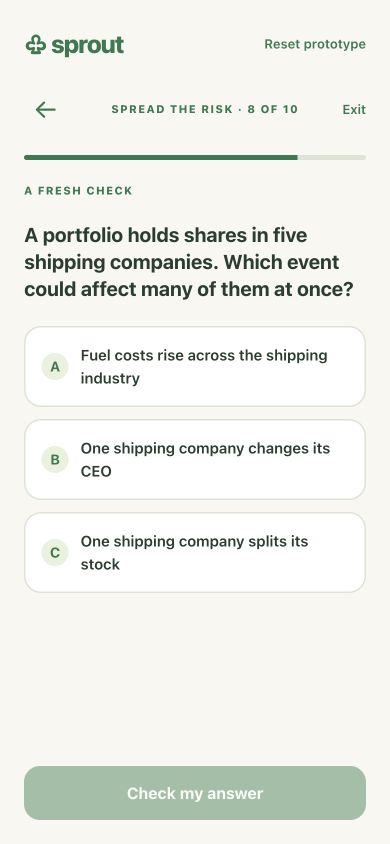 sprout
Reset prototype
SPREAD THE RISK · 8 OF 10
Exit
A FRESH CHECK
A portfolio holds shares in five
shipping companies. Which event
could affect many of them at once?
A
Fuel costs rise across the shipping
industry
B
One shipping company changes its
CEO
C
One shipping company splits its
stock
Check my answer